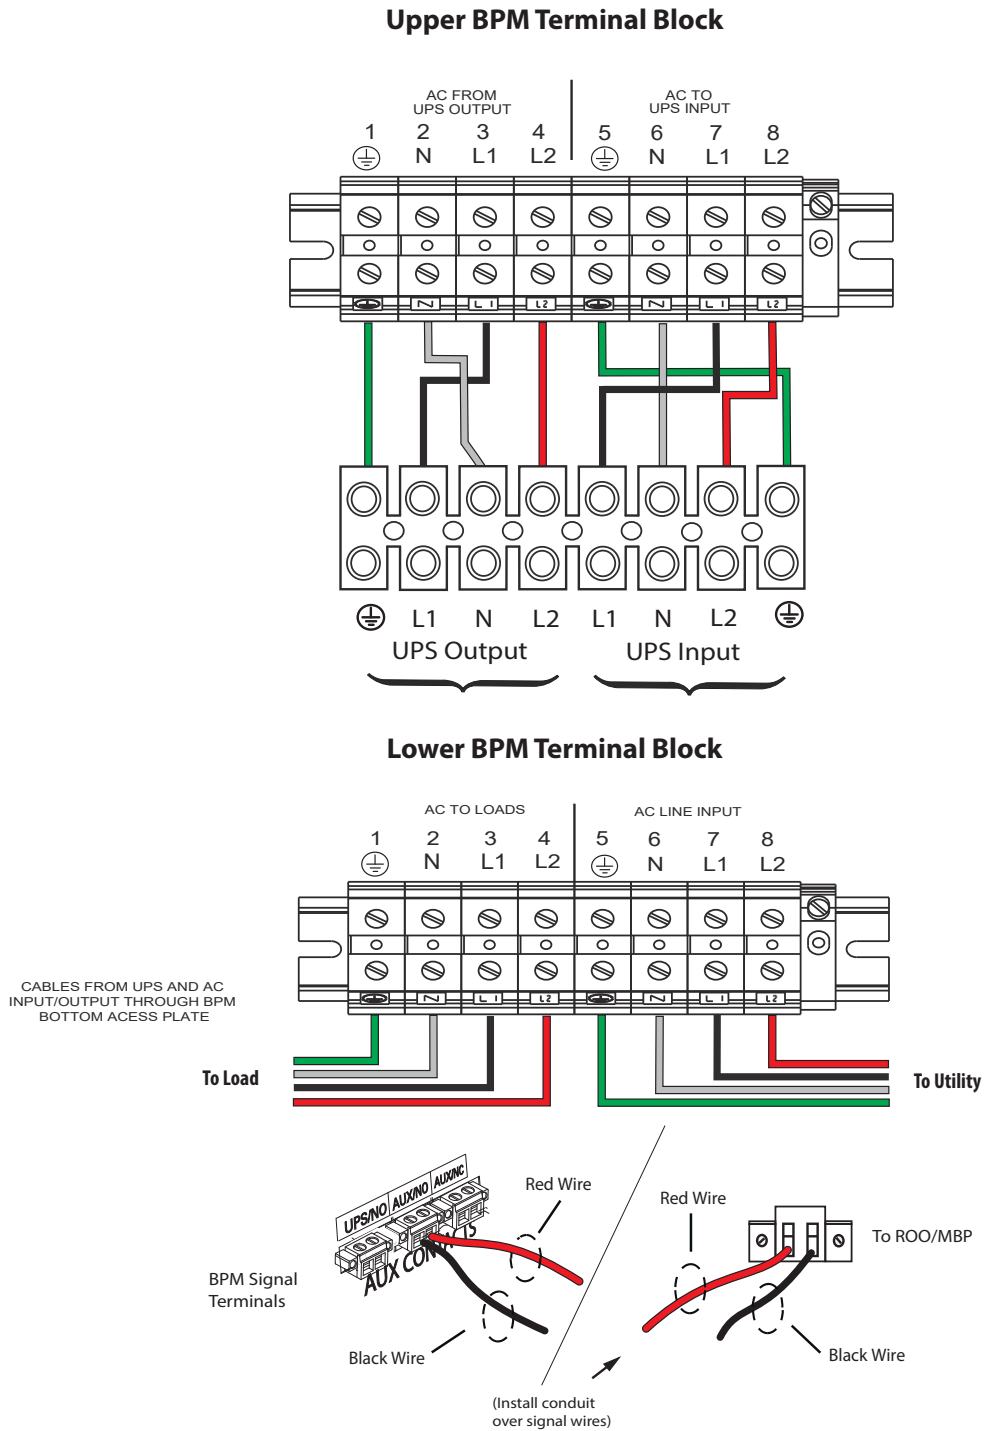 Upper BPM Terminal Block
AC FROM
UPS OUTPUT
AC TO
UPS INPUT
1 2 3 4 5 6 7 8
N L1 L2 N L1 L2
N L1 L2 N L1 L2
L1 N L2 L1 N L2
UPS Output UPS Input
Lower BPM Terminal Block
AC TO LOADS AC LINE INPUT
1 2 3 4 5 6 7 8
N L1 L2 N L1 L2
N L1 L2 N L1 L2
CABLES FROM UPS AND AC
INPUT/OUTPUT THROUGH BPM
BOTTOM ACESS PLATE
To Load
To Utility
UPS/NO AUX/NO AUX/NC
AUX CONTACTS
Red Wire
Red Wire
To ROO/MBP
BPM Signal
Terminals
Black Wire
Black Wire
(Install conduit
over signal wires)